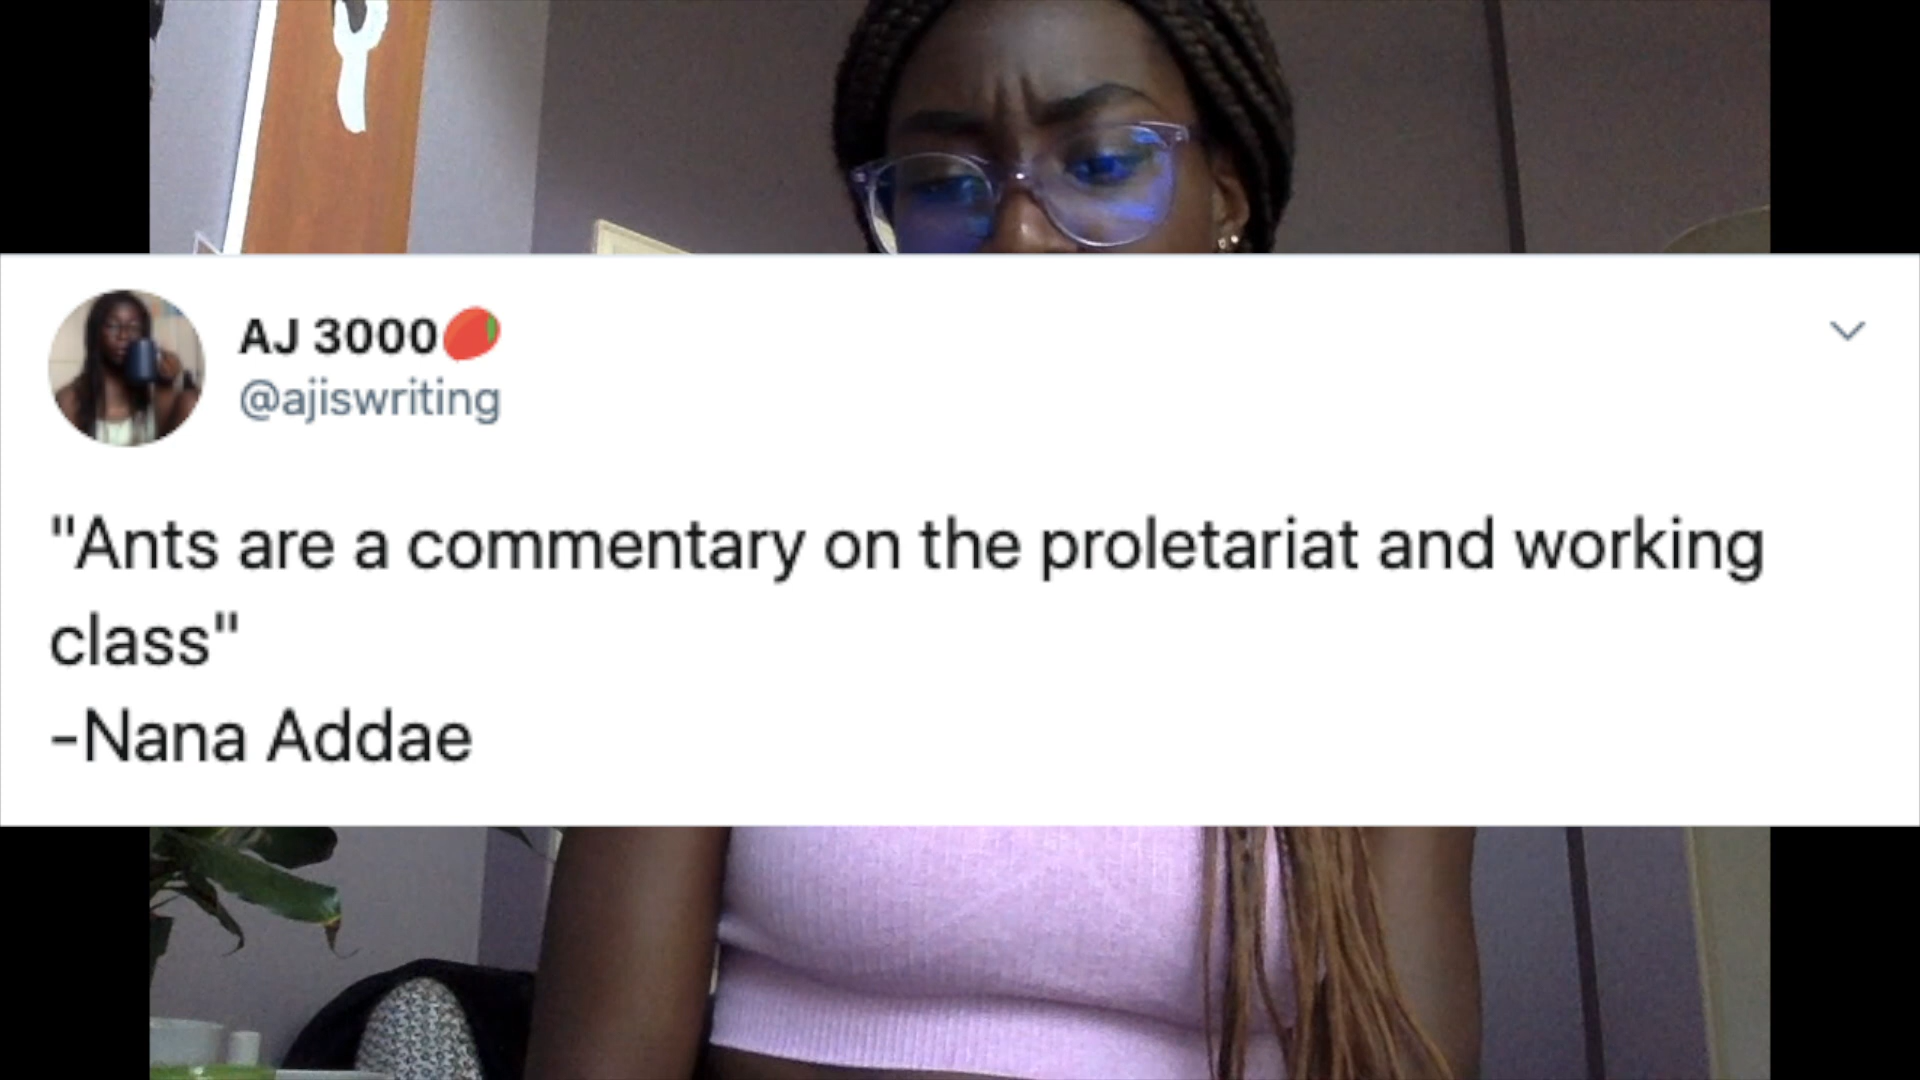 AJ 3000🥭
@ajiswriting
"Ants are a commentary on the proletariat and working
class"
-Nana Addae